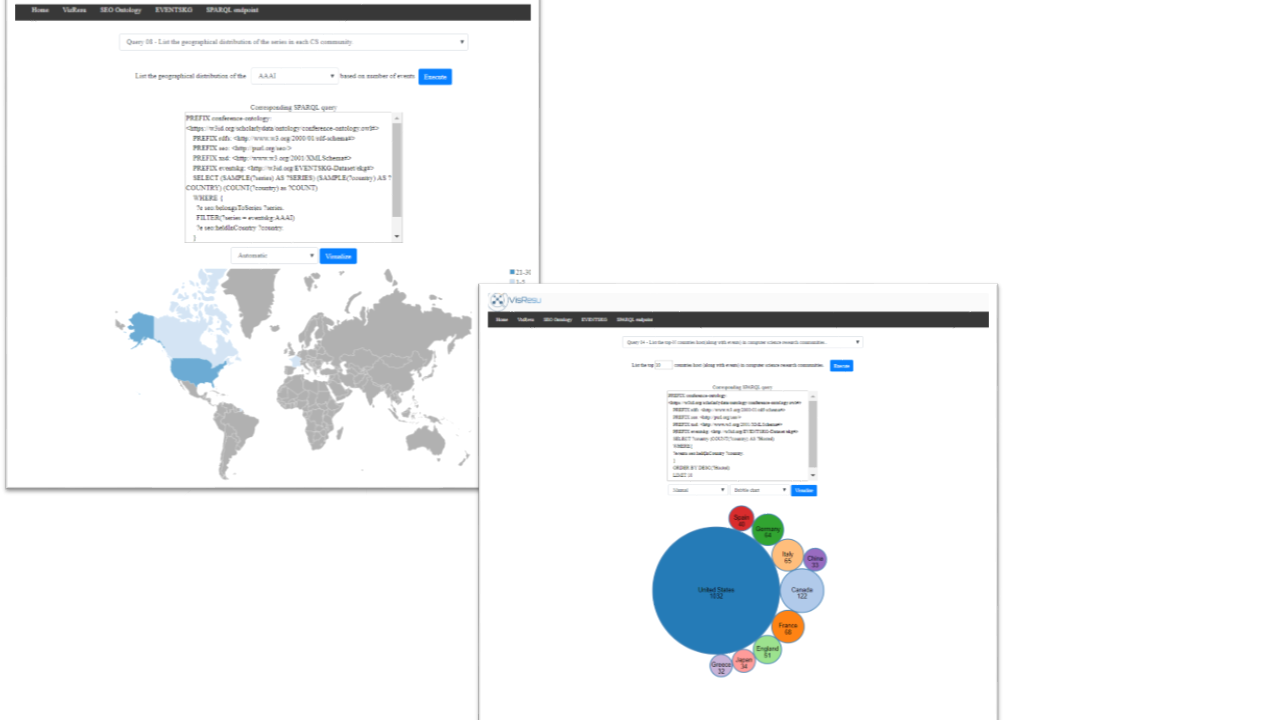 Home VizResu SEO Ontology EVENTSKG SPARQL endpoint
Query 08 - List the geographical distribution of the series in each CS community.
List the geographical distribution of the AAAI based on number of events Execute
Corresponding SPARQL query
PREFIX conference-ontology:
<https://w3id.org/scholarlydata/ontology/conference-ontology.owl#>
PREFIX rdfs: <http://www.w3.org/2000/01/rdf-schema#>
PREFIX seo: <http://purl.org/seo/>
PREFIX xsd: <http://www.w3.org/2001/XMLSchema#>
PREFIX eventskg: <http://w3id.org/EVENTSKG-Dataset/ekg#>
SELECT (SAMPLE(?series) AS ?SERIES) (SAMPLE(?country) AS ?
COUNTRY) (COUNT(?country) as ?COUNT)
WHERE {
?e seo:belongsToSeries ?series.
FILTER(?series = eventskg:AAAI)
?e seo:heldInCountry ?country.
}
Automatic Visualize
21-30
1-5
VisResu
Home VizResu SEO Ontology EVENTSKG SPARQL endpoint
Query 04 - List the top-10 countries host (along with events) in computer science research communities.
List the top 10 countries host (along with events) in computer science research communities. Execute
Corresponding SPARQL query
PREFIX conference-ontology:
<https://w3id.org/scholarlydata/ontology/conference-ontology.owl#>
PREFIX rdfs: <http://www.w3.org/2000/01/rdf-schema#>
PREFIX seo: <http://purl.org/seo/>
PREFIX xsd: <http://www.w3.org/2001/XMLSchema#>
PREFIX eventskg: <http://w3id.org/EVENTSKG-Dataset/ekg#>
SELECT ?country (COUNT(?country) AS ?hosted)
WHERE{
?event seo:heldInCountry ?country.
}
ORDER BY DESC(?hosted)
LIMIT 10
Manual Bubble chart Visualize
Spain
Germany
64
Italy
65
China
33
United States
1032
Canada
122
France
68
England
51
Japan
34
Greece
32